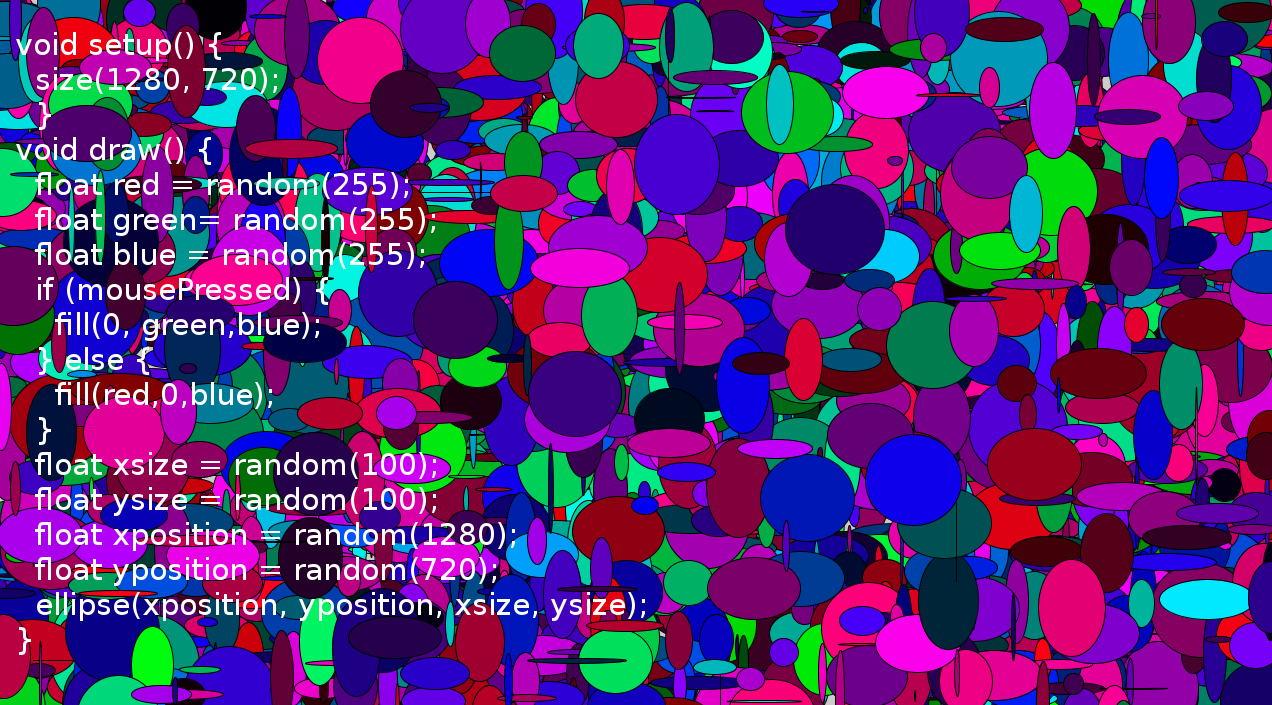 void setup() {
size(1280, 720);
}
void draw() {
float red = random(255);
float green= random(255);
float blue = random(255);
if (mousePressed) {
fill(0, green,blue);
} else {
fill(red,0,blue);
}
float xsize = random(100);
float ysize = random(100);
float xposition = random(1280);
float yposition = random(720);
ellipse(xposition, yposition, xsize, ysize);
}